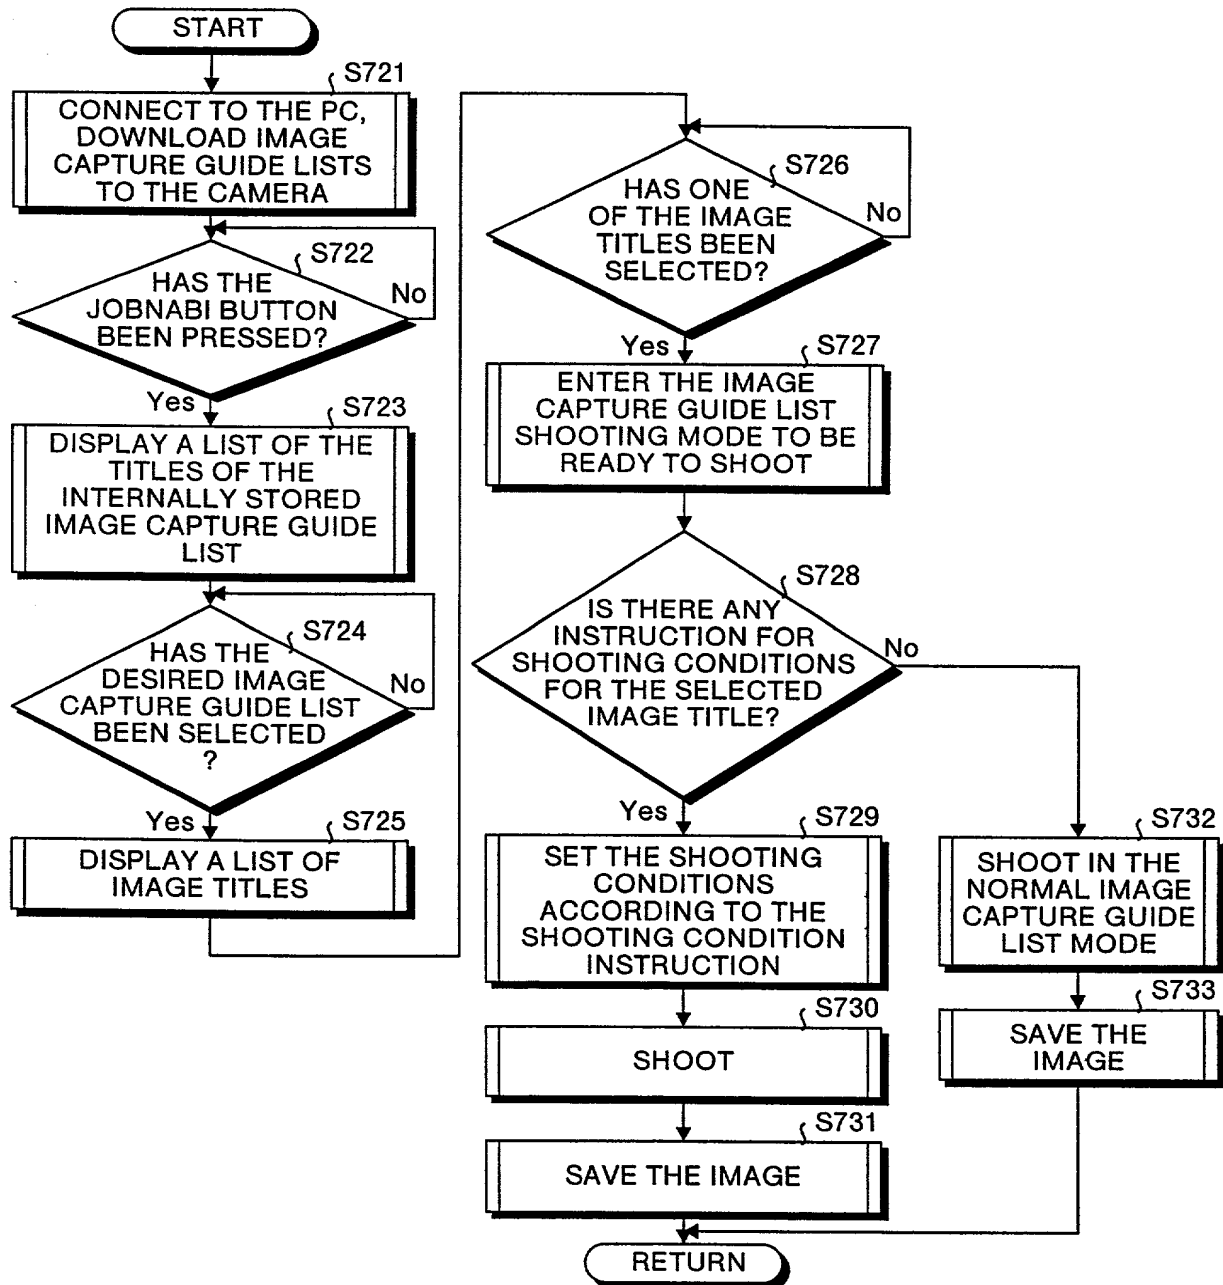 START
S721
CONNECT TO THE PC,
DOWNLOAD IMAGE
CAPTURE GUIDE LISTS
TO THE CAMERA
S722
HAS THE
JOBNABI BUTTON
BEEN PRESSED?
No
Yes
S723
DISPLAY A LIST OF THE
TITLES OF THE
INTERNALLY STORED
IMAGE CAPTURE GUIDE
LIST
S724
HAS THE
DESIRED IMAGE
CAPTURE GUIDE LIST
BEEN SELECTED
?
No
Yes
S725
DISPLAY A LIST OF
IMAGE TITLES
S726
HAS ONE
OF THE IMAGE
TITLES BEEN
SELECTED?
No
Yes
S727
ENTER THE IMAGE
CAPTURE GUIDE LIST
SHOOTING MODE TO BE
READY TO SHOOT
S728
IS THERE ANY
INSTRUCTION FOR
SHOOTING CONDITIONS
FOR THE SELECTED
IMAGE TITLE?
No
Yes
S729
SET THE SHOOTING
CONDITIONS
ACCORDING TO THE
SHOOTING CONDITION
INSTRUCTION
S730
SHOOT
S731
SAVE THE IMAGE
S732
SHOOT IN THE
NORMAL IMAGE
CAPTURE GUIDE
LIST MODE
S733
SAVE THE
IMAGE
RETURN